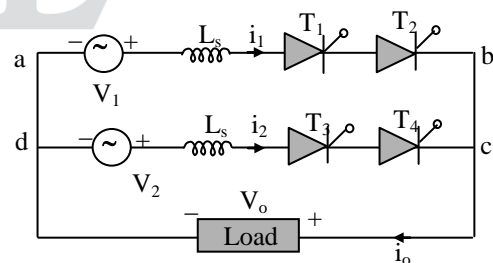 a − ~ + Ls i1 T1 T2 b
V1
d − ~ + Ls i2 T3 T4 c
V2
Vo
− Load +
io